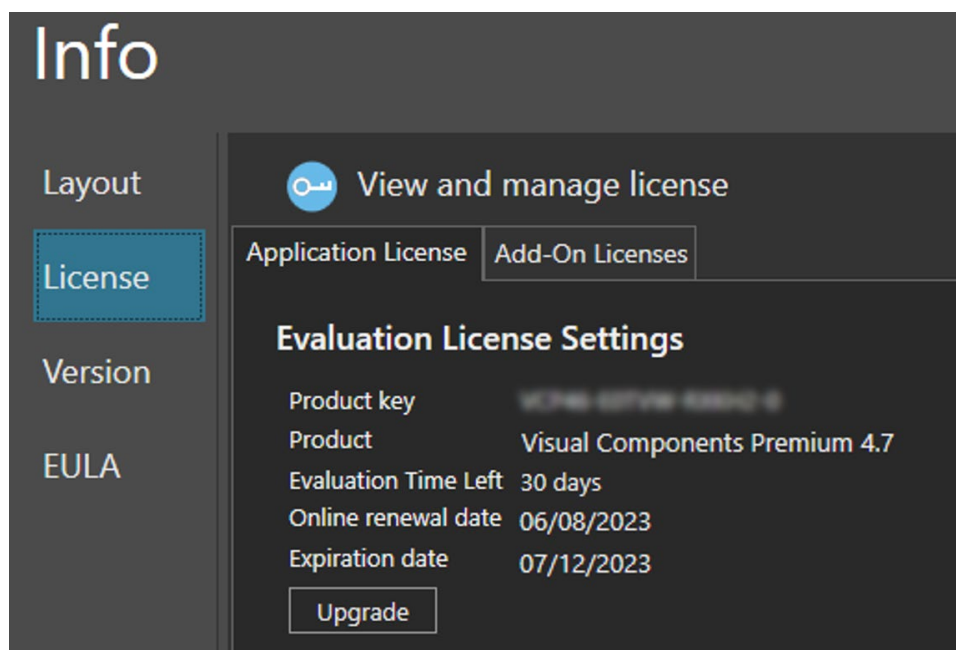 Info
Layout
License
Version
EULA
View and manage license
Application License
Add-On Licenses
Evaluation License Settings
Product key
Product Visual Components Premium 4.7
Evaluation Time Left 30 days
Online renewal date 06/08/2023
Expiration date 07/12/2023
Upgrade